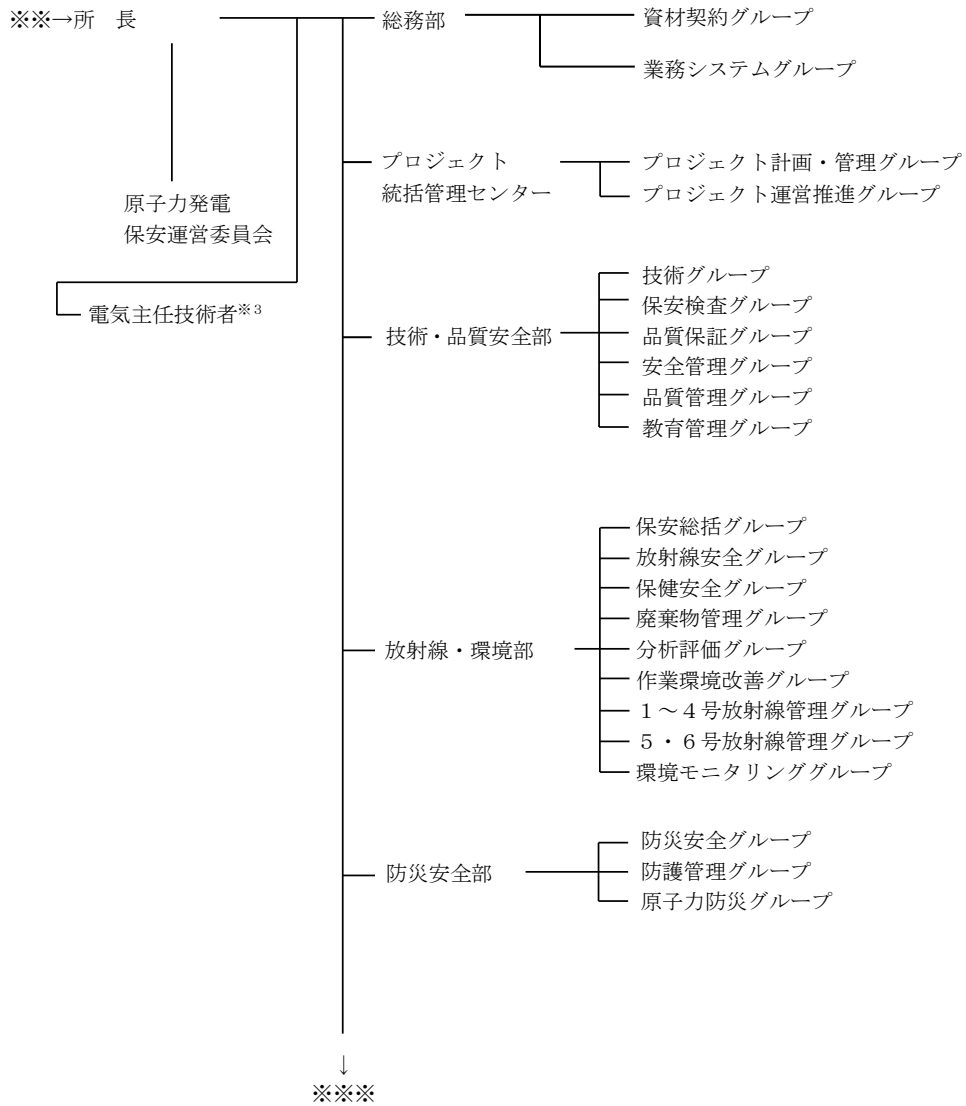 ※※→所　長
総務部
資材契約グループ
業務システムグループ
プロジェクト
統括管理センター
プロジェクト計画・管理グループ
プロジェクト運営推進グループ
原子力発電
保安運営委員会
電気主任技術者※3
技術・品質安全部
技術グループ
保安検査グループ
品質保証グループ
安全管理グループ
品質管理グループ
教育管理グループ
放射線・環境部
保安総括グループ
放射線安全グループ
保健安全グループ
廃棄物管理グループ
分析評価グループ
作業環境改善グループ
１～４号放射線管理グループ
５・６号放射線管理グループ
環境モニタリンググループ
防災安全部
防災安全グループ
防護管理グループ
原子力防災グループ
↓
※※※